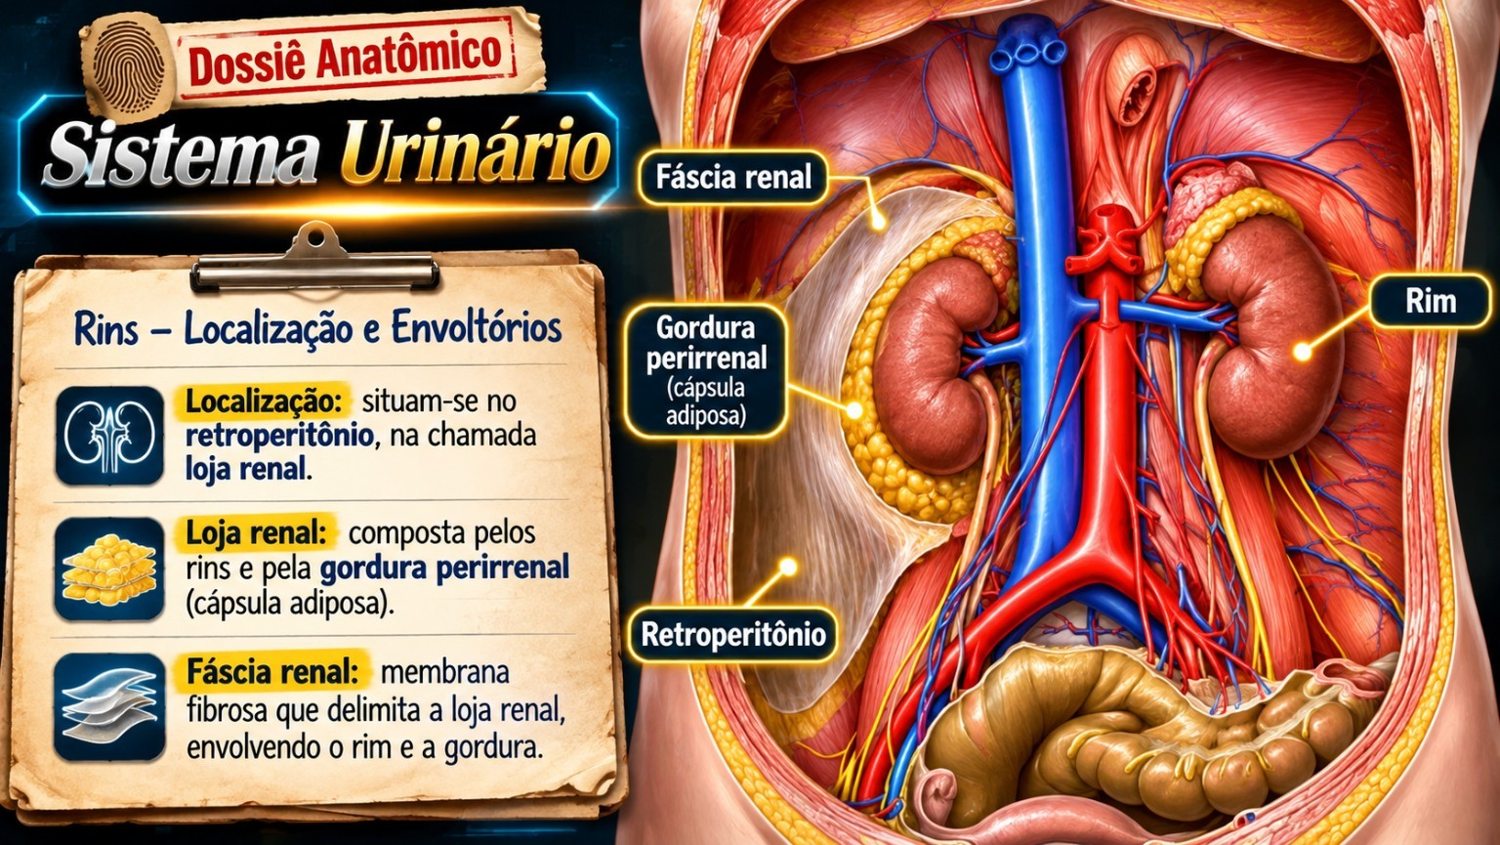 Dossiê Anatômico
Sistema Urinário
Rins – Localização e Envoltórios
Localização: situam-se no
retroperitônio, na chamada
loja renal.
Loja renal: composta pelos
rins e pela gordura perirrenal
(cápsula adiposa).
Fáscia renal: membrana
fibrosa que delimita a loja renal,
envolvendo o rim e a gordura.
Fáscia renal
Gordura
perirrenal
(cápsula
adiposa)
Retroperitônio
Rim